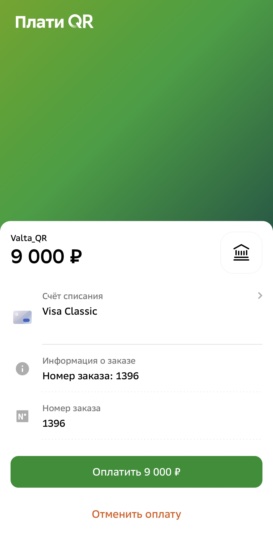 Плати QR
Valta_QR
9 000 ₽
Счёт списания
Visa Classic
Информация о заказе
Номер заказа: 1396
N°
Номер заказа
1396
Оплатить 9 000 ₽
Отменить оплату